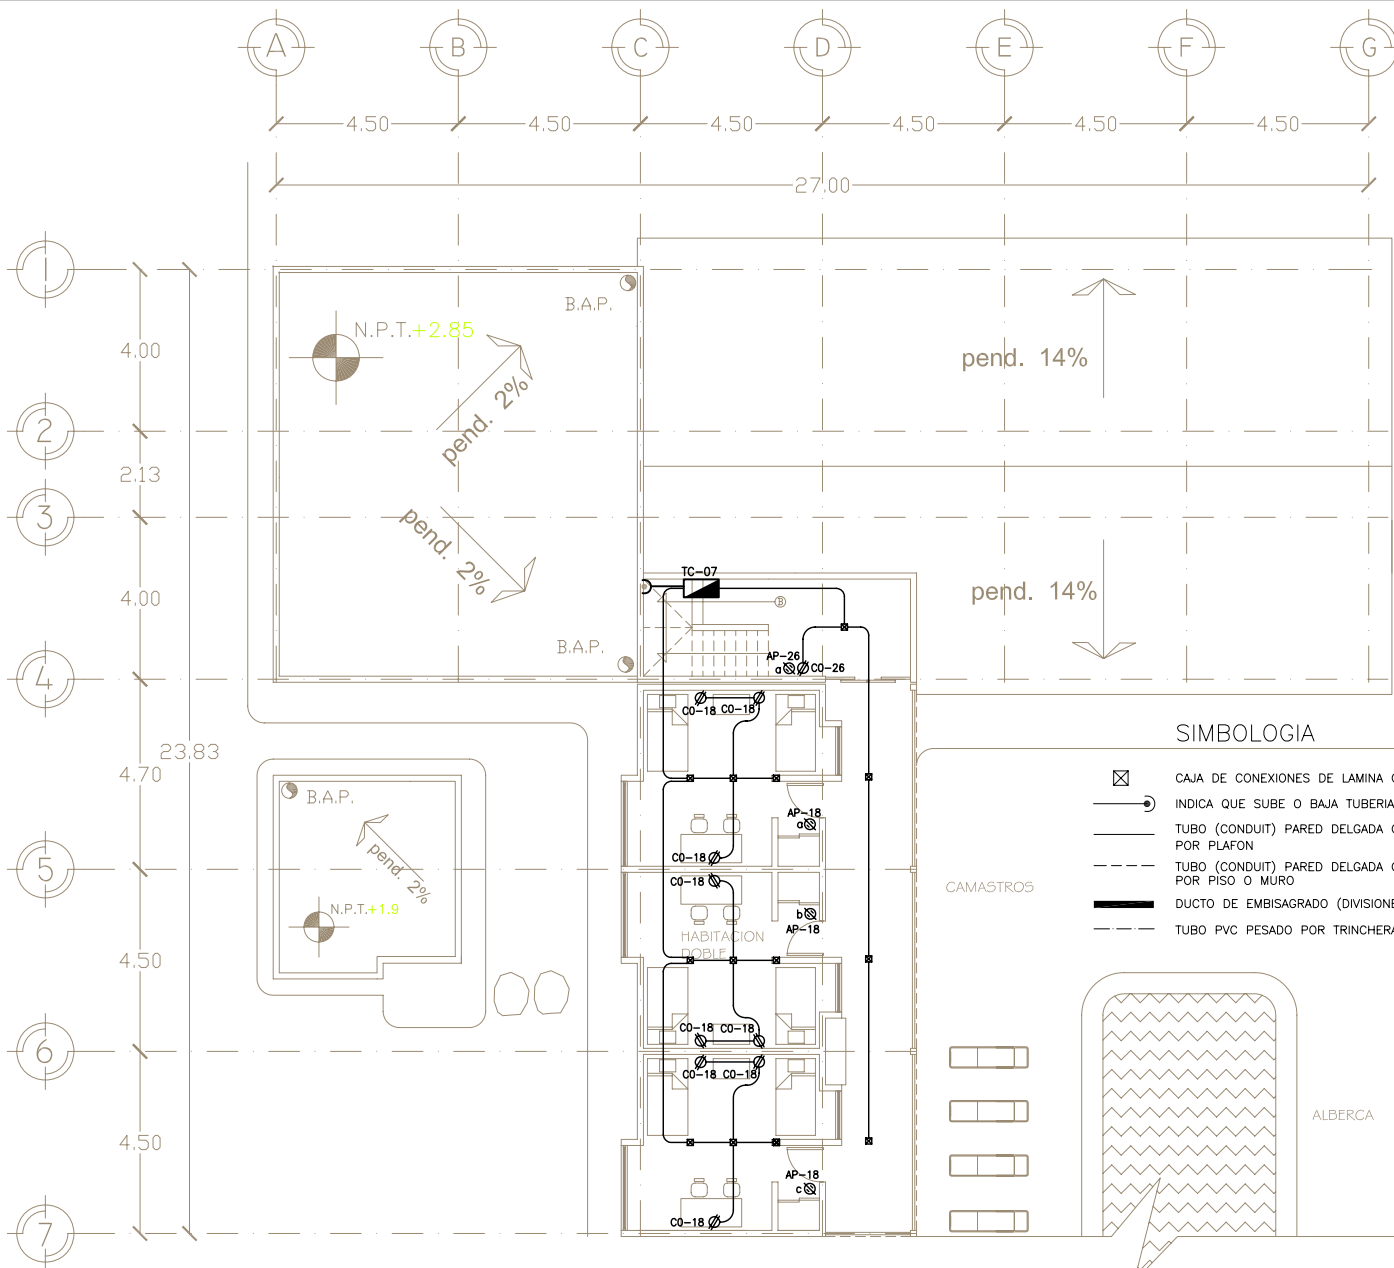 A B C D E F G
4.50 4.50 4.50 4.50 4.50 4.50
27.00
1
B.A.P.
N.P.T.+2.85
4.00
pend. 14%
pend. 2%
2
2.13
3
pend. 2%
TC-07
4.00
pend. 14%
B
B.A.P.
AP-26
a CO-26
4
CO-18 CO-18
SIMBOLOGIA
23.83
4.70
CAJA DE CONEXIONES DE LAMINA
B.A.P.
INDICA QUE SUBE O BAJA TUBERIA
AP-18
a
TUBO (CONDUIT) PARED DELGADA
POR PLAFON
pend. 2%
CO-18
5
TUBO (CONDUIT) PARED DELGADA
POR PISO O MURO
CO-18
CAMASTROS
DUCTO DE EMBISAGRADO
N.P.T.+1.9
b
AP-18
TUBO PVC PESADO POR TRINCHERA
HABITACION
DOBLE
4.50
CO-18 CO-18
6
CO-18 CO-18
ALBERCA
4.50
AP-18
c
CO-18
7